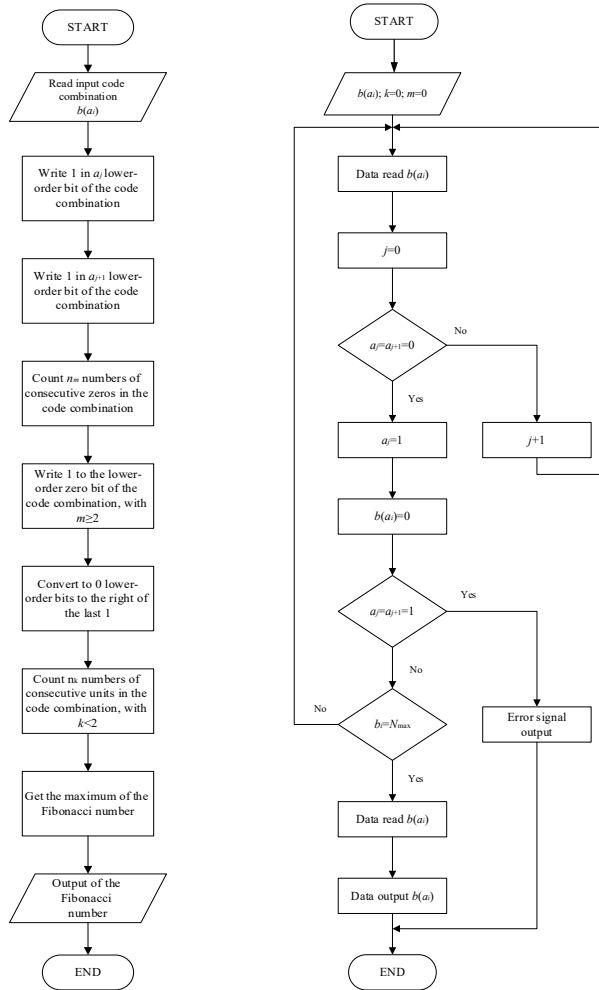 START
Read input code
combination
b(aᵢ)
Write 1 in aⱼ lower-
order bit of the code
combination
Write 1 in aⱼ₊₁ lower-
order bit of the code
combination
Count nₘ numbers of
consecutive zeros in the
code combination
Write 1 to the lower-
order zero bit of the
code combination, with
m≥2
Convert to 0 lower-
order bits to the right of
the last 1
Count nₖ numbers of
consecutive units in the
code combination, with
k<2
Get the maximum of the
Fibonacci number
Output of the
Fibonacci
number
END
START
b(aᵢ); k=0; m=0
Data read b(aᵢ)
j=0
aⱼ=aⱼ₊₁=0
No
Yes
aⱼ=1
j+1
b(aᵢ)=0
aⱼ=aⱼ₊₁=1
Yes
No
bᵢ=Nmax
No
Error signal
output
Yes
Data read b(aᵢ)
Data output b(aᵢ)
END